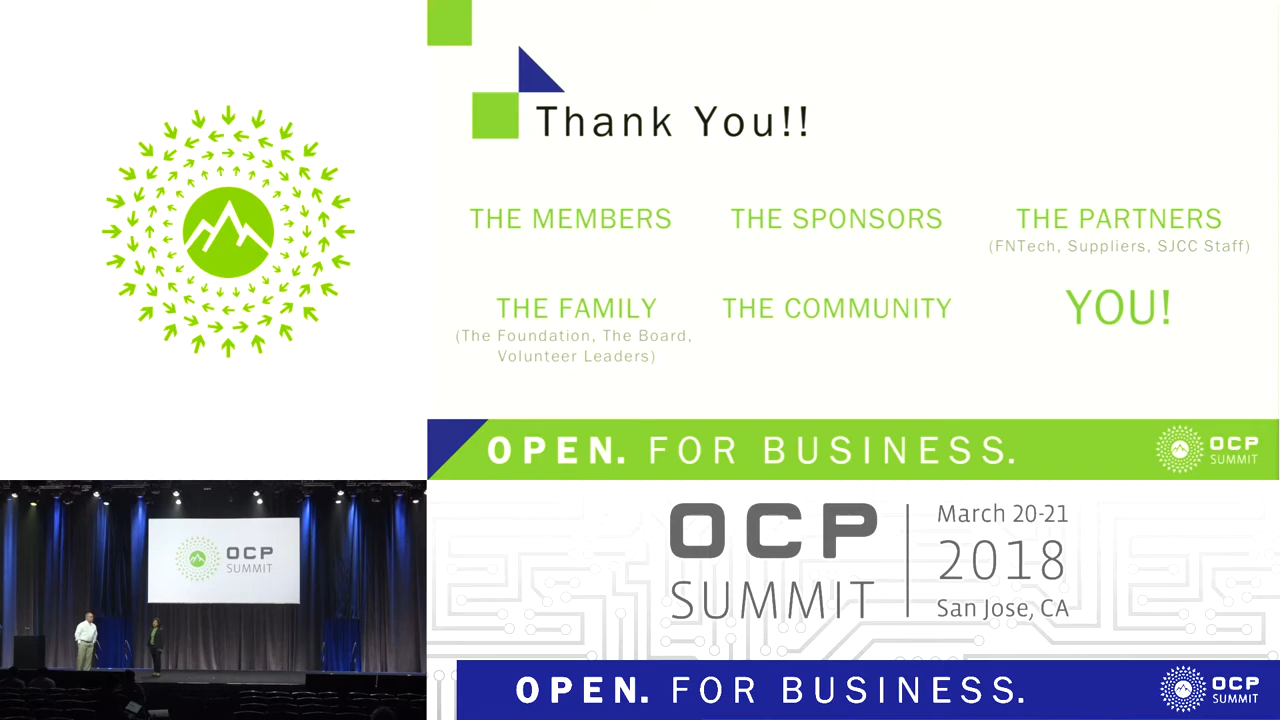 Thank You!!
THE MEMBERS
THE SPONSORS
THE PARTNERS
(FNTech, Suppliers, SJCC Staff)
THE FAMILY
(The Foundation, The Board,
Volunteer Leaders)
THE COMMUNITY
YOU!
OPEN. FOR BUSINESS.
OCP
SUMMIT
OCP
SUMMIT
OCP
SUMMIT
March 20-21
2018
San Jose, CA
OPEN. FOR BUSINESS.
OCP
SUMMIT